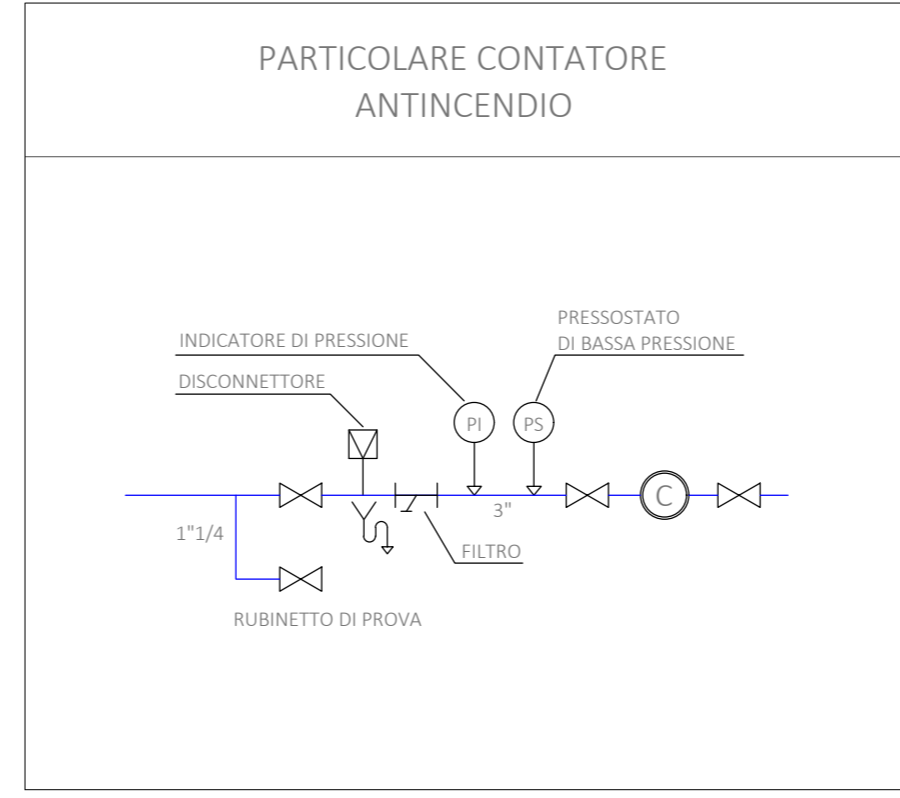 PARTICOLARE CONTATORE
ANTINCENDIO
PRESSOSTATO
DI BASSA PRESSIONE
INDICATORE DI PRESSIONE
DISCONNETTORE
PI
PS
C
3"
1"1/4
FILTRO
RUBINETTO DI PROVA